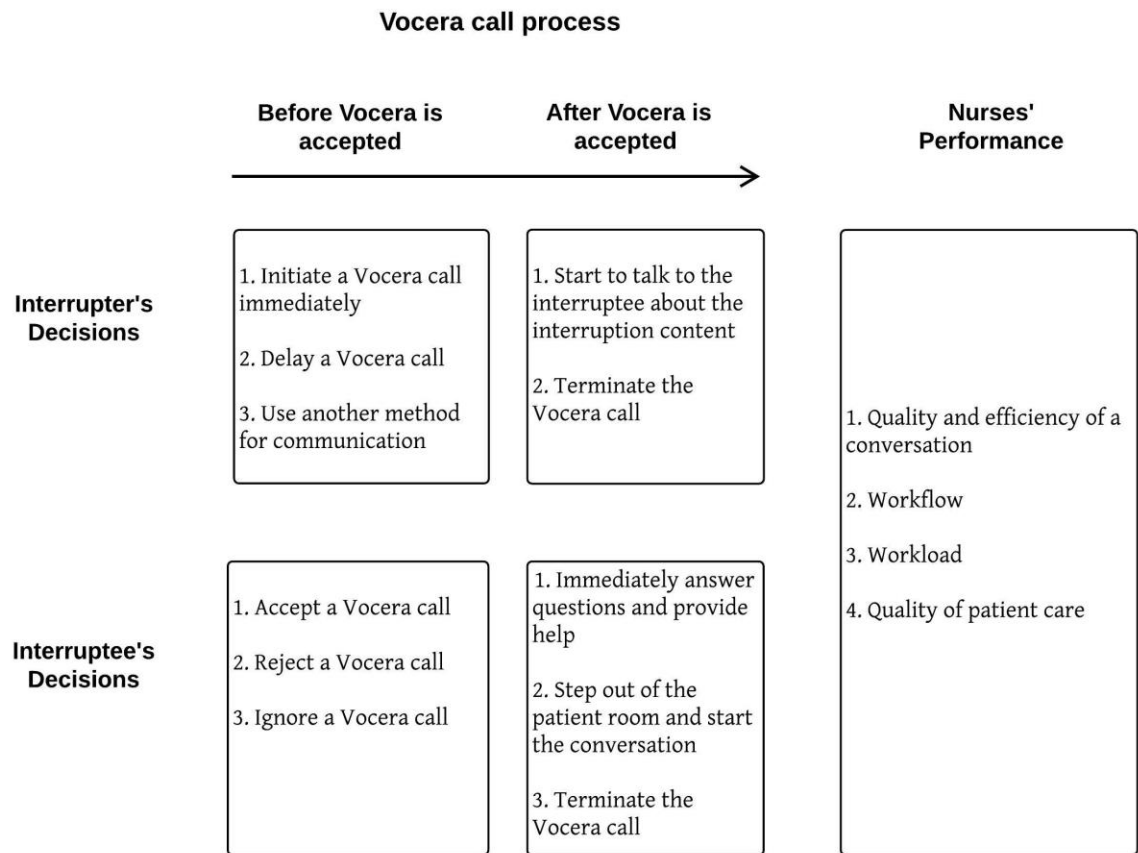 Vocera call process
Before Vocera is
accepted
After Vocera is
accepted
Nurses'
Performance
Interrupter's
Decisions
1. Initiate a Vocera call
immediately
2. Delay a Vocera call
3. Use another method
for communication
1. Start to talk to the
interruptee about the
interruption content
2. Terminate the
Vocera call
Interruptee's
Decisions
1. Accept a Vocera call
2. Reject a Vocera call
3. Ignore a Vocera call
1. Immediately answer
questions and provide
help
2. Step out of the
patient room and start
the conversation
3. Terminate the
Vocera call
1. Quality and efficiency of a
conversation
2. Workflow
3. Workload
4. Quality of patient care